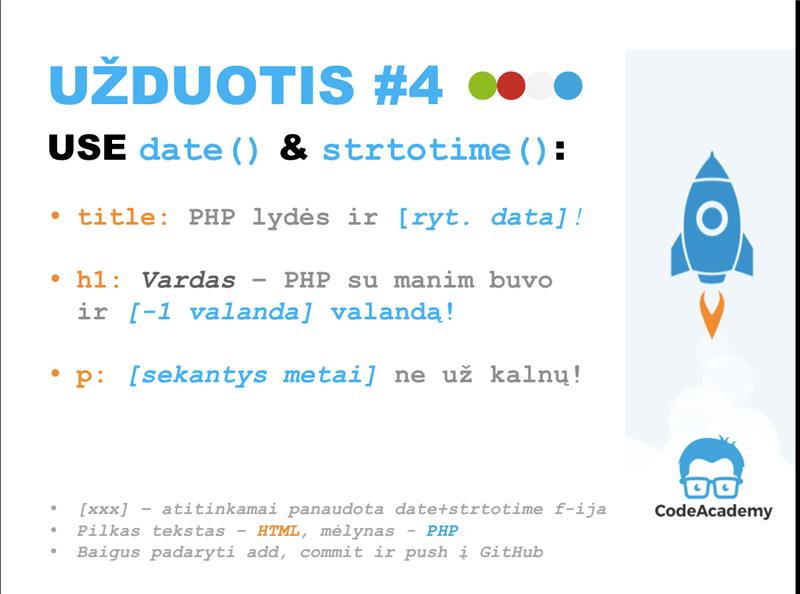 UŽDUOTIS #4
USE date() & strtotime():
• title: PHP lydės ir [ryt. data]!
• h1: Vardas – PHP su manim buvo
ir [-1 valanda] valandą!
• p: [sekantys metai] ne už kalnų!
• [xxx] – atitinkamai panaudota date+strtotime f-ija
• Pilkas tekstas – HTML, mėlynas - PHP
• Baigus padaryti add, commit ir push į GitHub
CodeAcademy